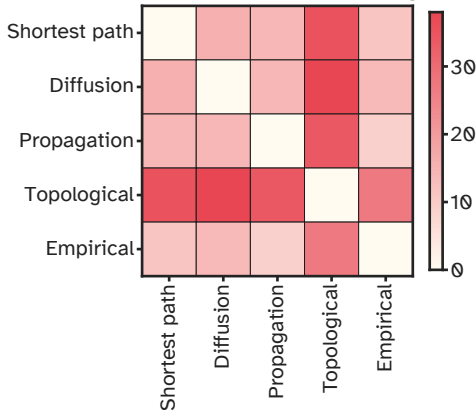 Shortest path
Diffusion
Propagation
Topological
Empirical
30
20
10
0
Shortest path
Diffusion
Propagation
Topological
Empirical